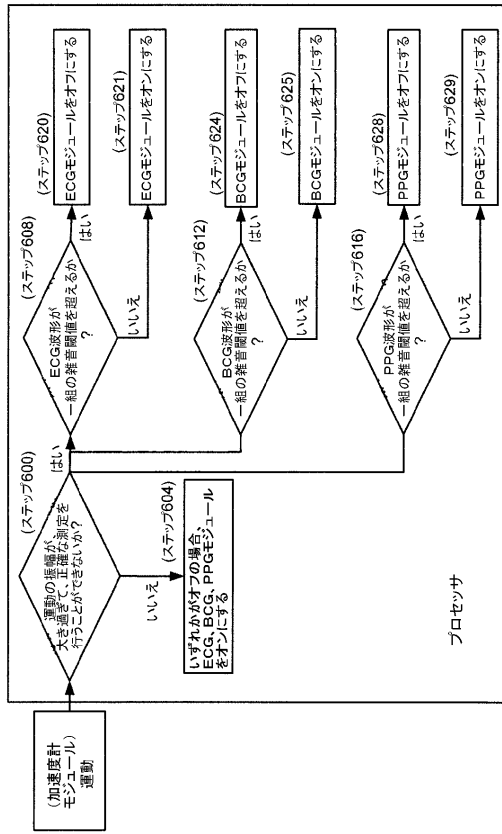 (加速度計
モジュール)
運動
(ステップ600)
運動の振幅が、
大き過ぎて、正確な測定を
行うことができないか?
はい
いいえ
(ステップ604)
いずれかがオフの場合、
ECG、BCG、PPGモジュール
をオンにする
(ステップ608)
ECG波形が
一組の雑音閾値を超えるか
?
はい
いいえ
(ステップ620)
ECGモジュールをオフにする
(ステップ621)
ECGモジュールをオンにする
(ステップ612)
BCG波形が
一組の雑音閾値を超えるか
?
はい
いいえ
(ステップ624)
BCGモジュールをオフにする
(ステップ625)
BCGモジュールをオンにする
(ステップ616)
PPG波形が
一組の雑音閾値を超えるか
?
はい
いいえ
(ステップ628)
PPGモジュールをオフにする
(ステップ629)
PPGモジュールをオンにする
プロセッサ